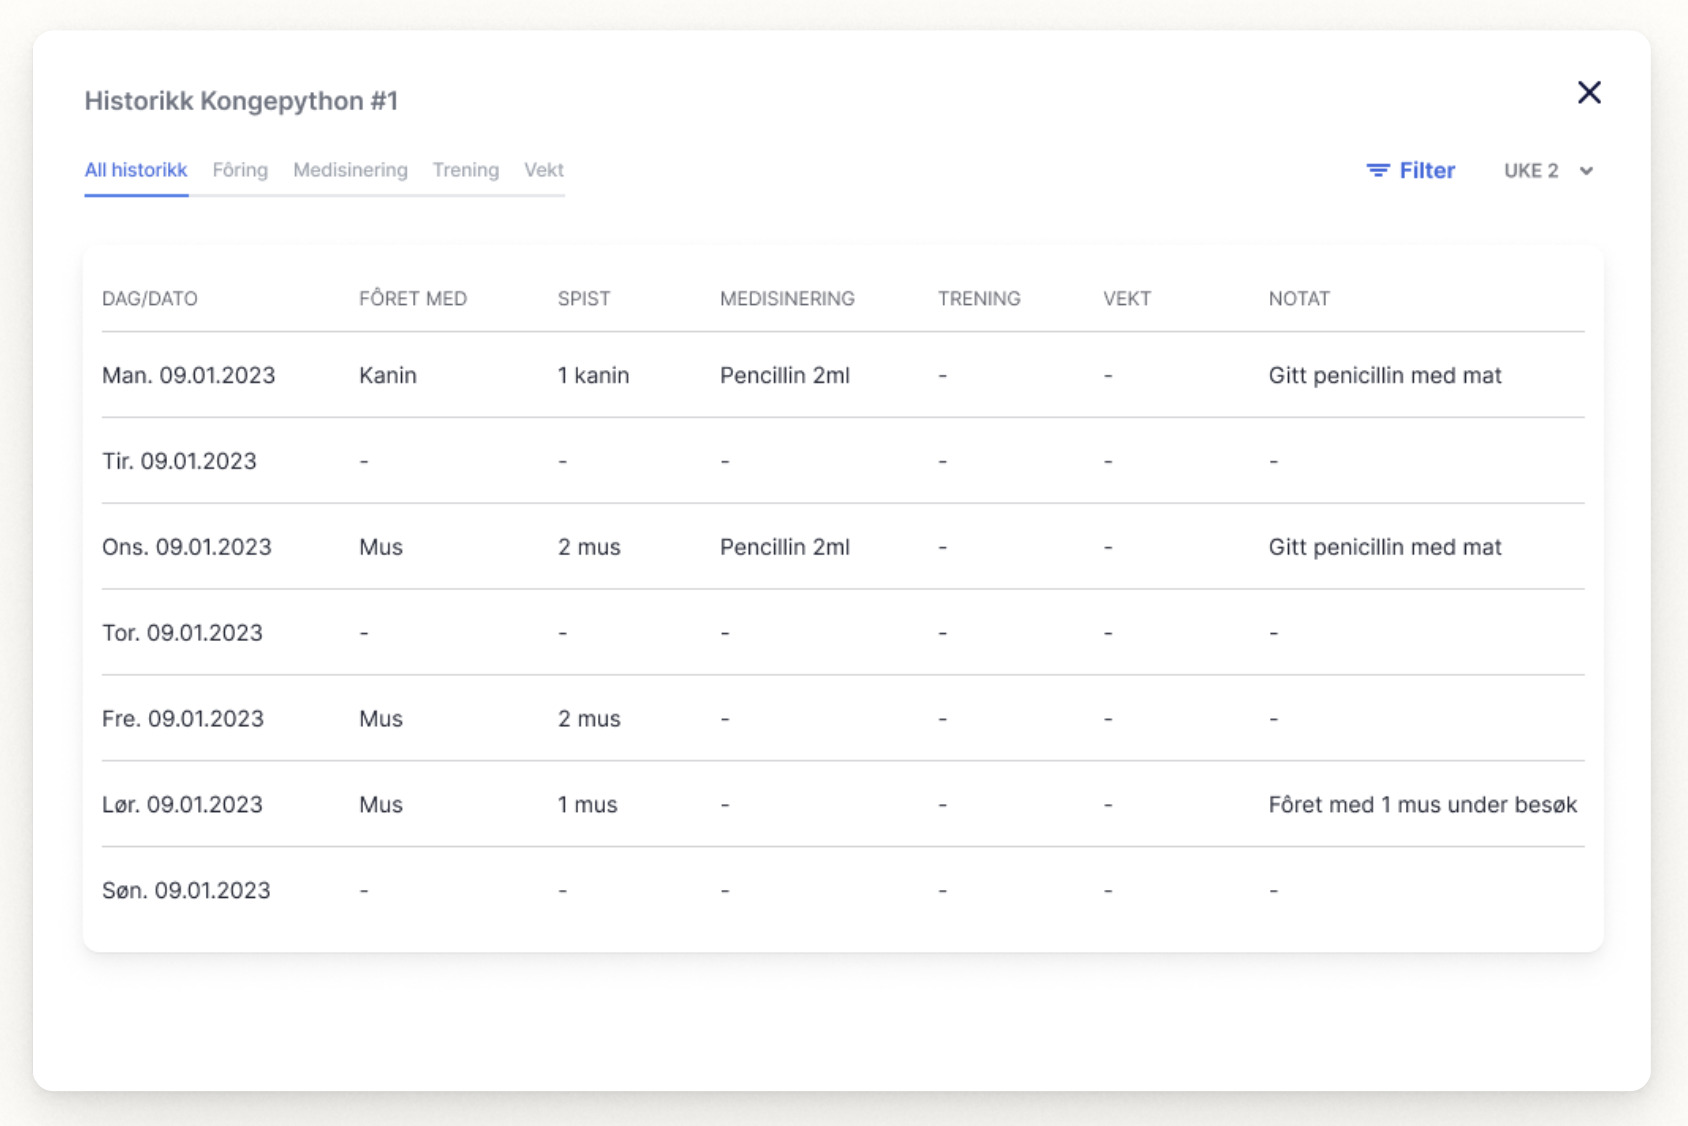 Historikk Kongepython #1
All historikk Fôring Medisinering Trening Vekt Filter UKE 2
DAG/DATO FÔRET MED SPIST MEDISINERING TRENING VEKT NOTAT
Man. 09.01.2023 Kanin 1 kanin Pencillin 2ml - - Gitt penicillin med mat
Tir. 09.01.2023 - - - - - -
Ons. 09.01.2023 Mus 2 mus Pencillin 2ml - - Gitt penicillin med mat
Tor. 09.01.2023 - - - - - -
Fre. 09.01.2023 Mus 2 mus - - - -
Lør. 09.01.2023 Mus 1 mus - - - Fôret med 1 mus under besøk
Søn. 09.01.2023 - - - - - -